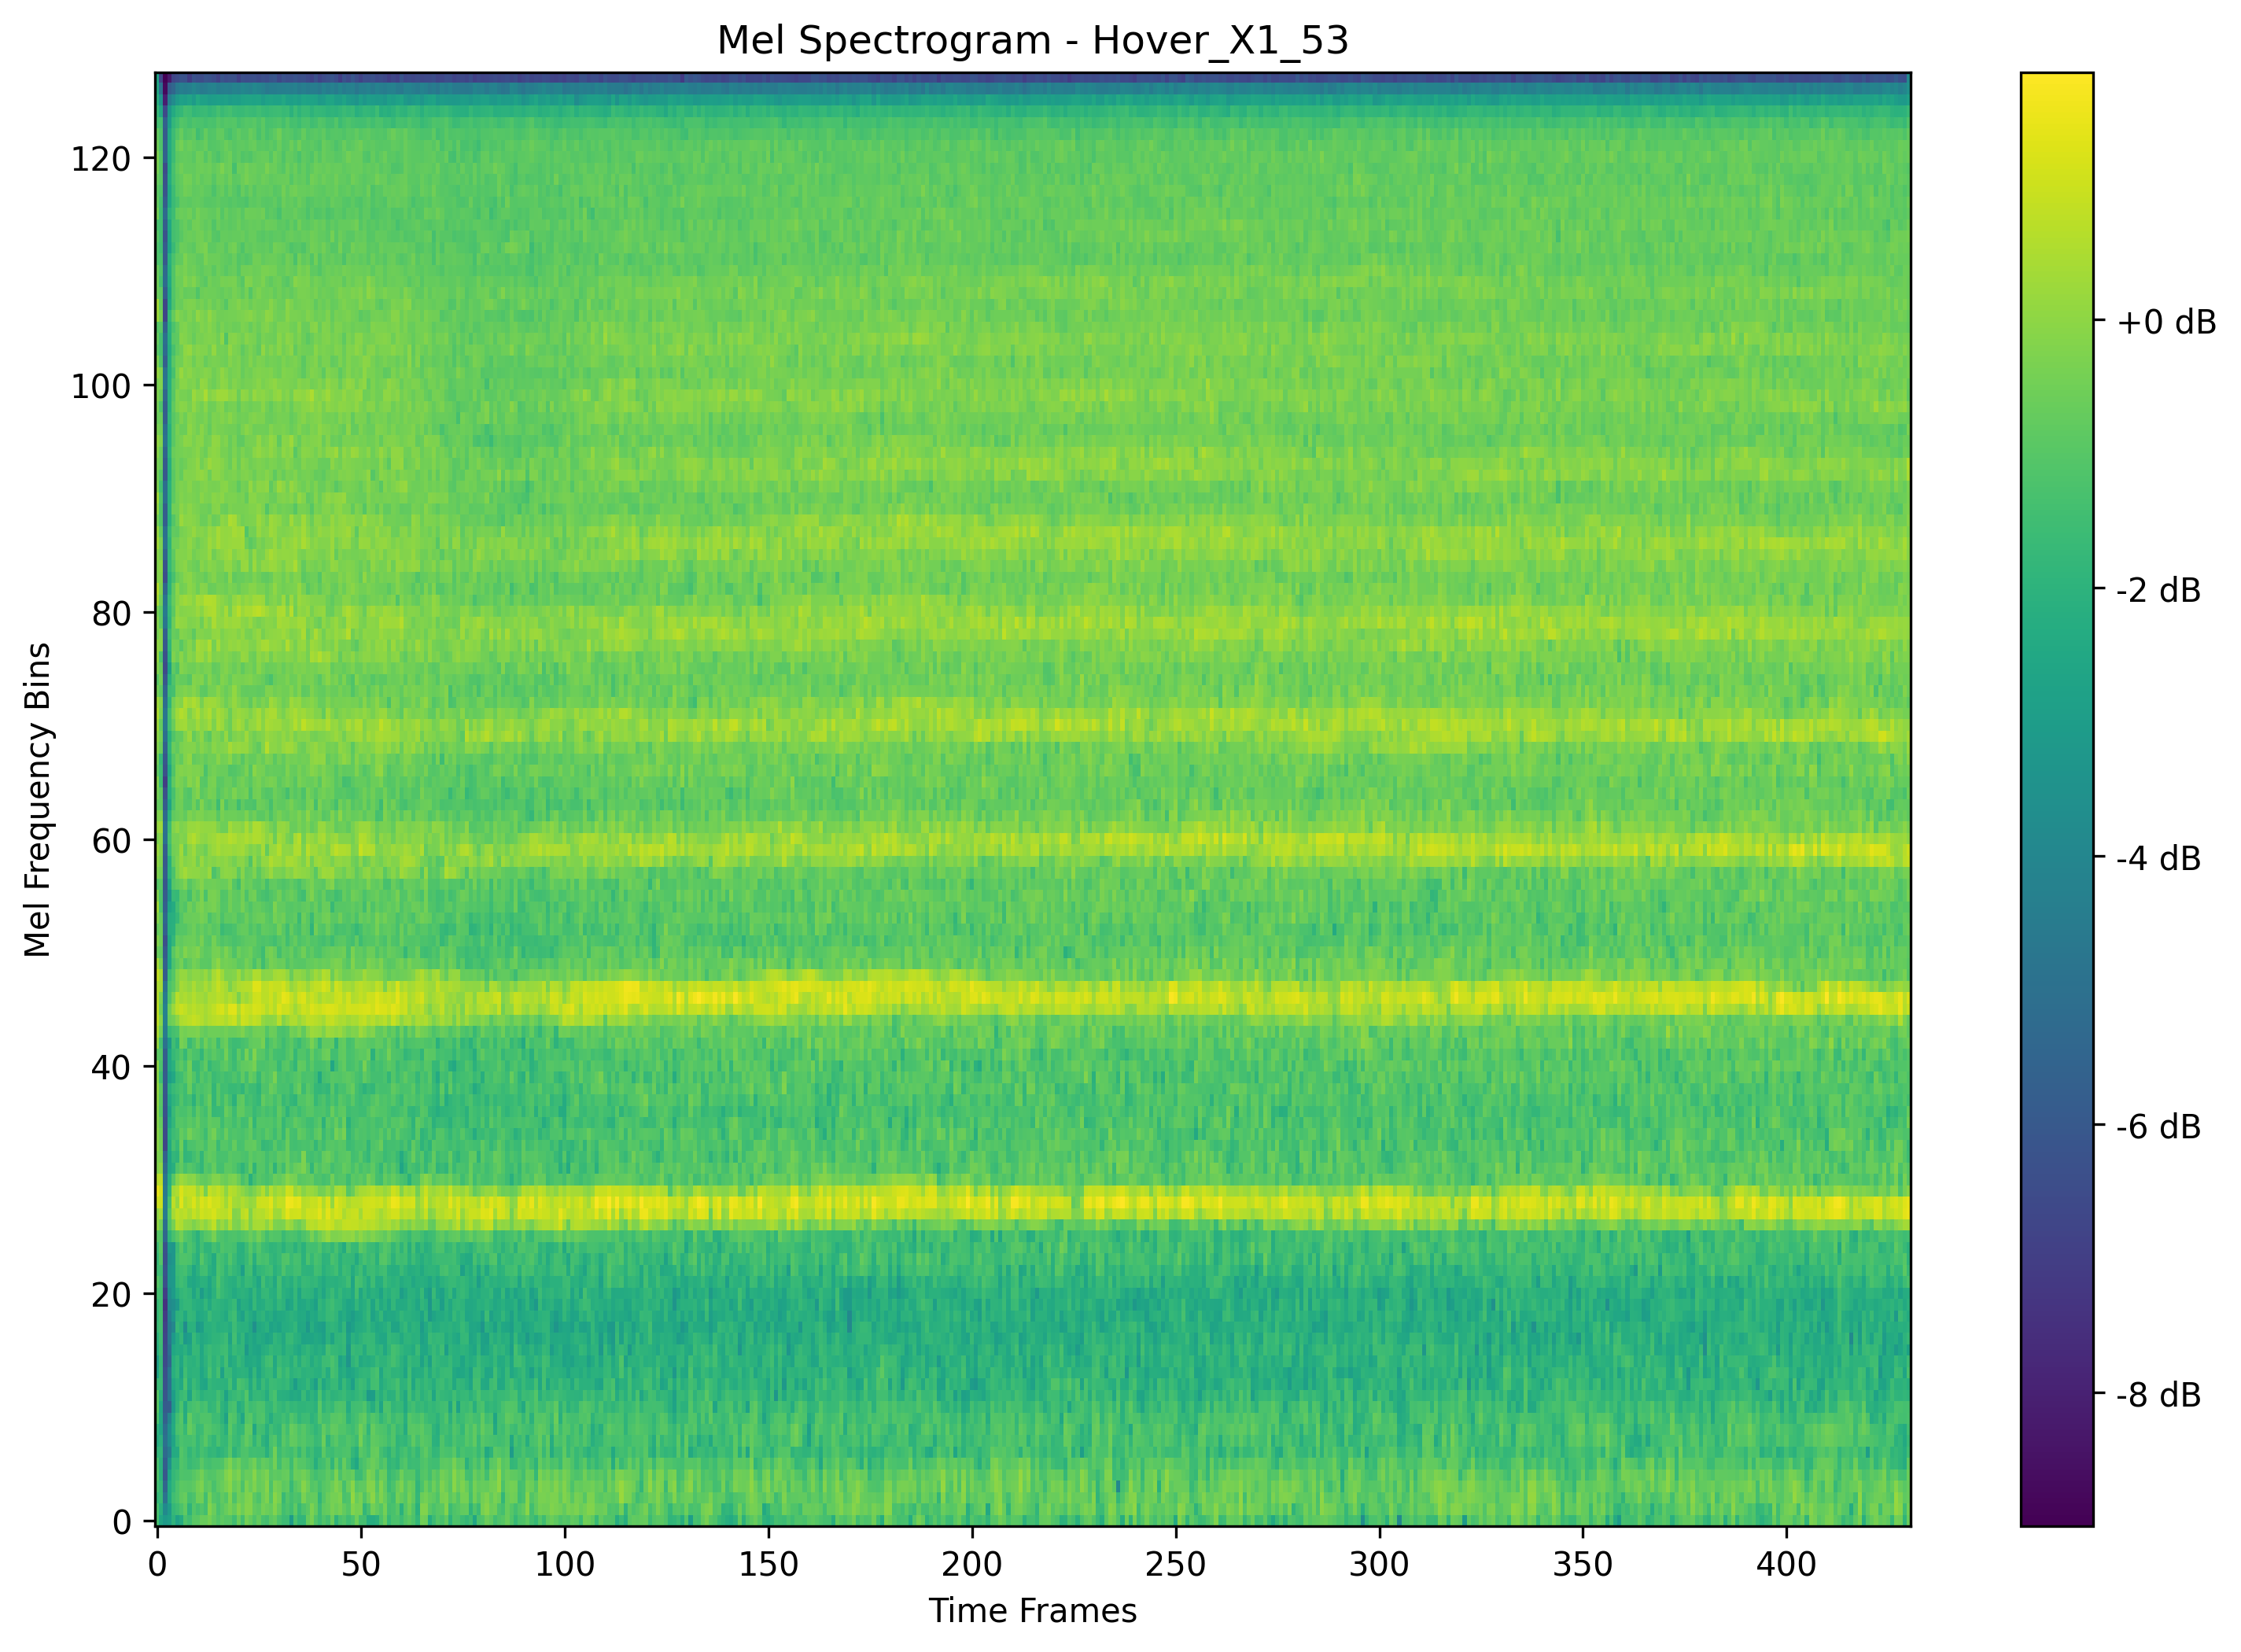 Mel Spectrogram - Hover_X1_53
Mel Frequency Bins
120
100
80
60
40
20
0
0 50 100 150 200 250 300 350 400
Time Frames
+0 dB
-2 dB
-4 dB
-6 dB
-8 dB